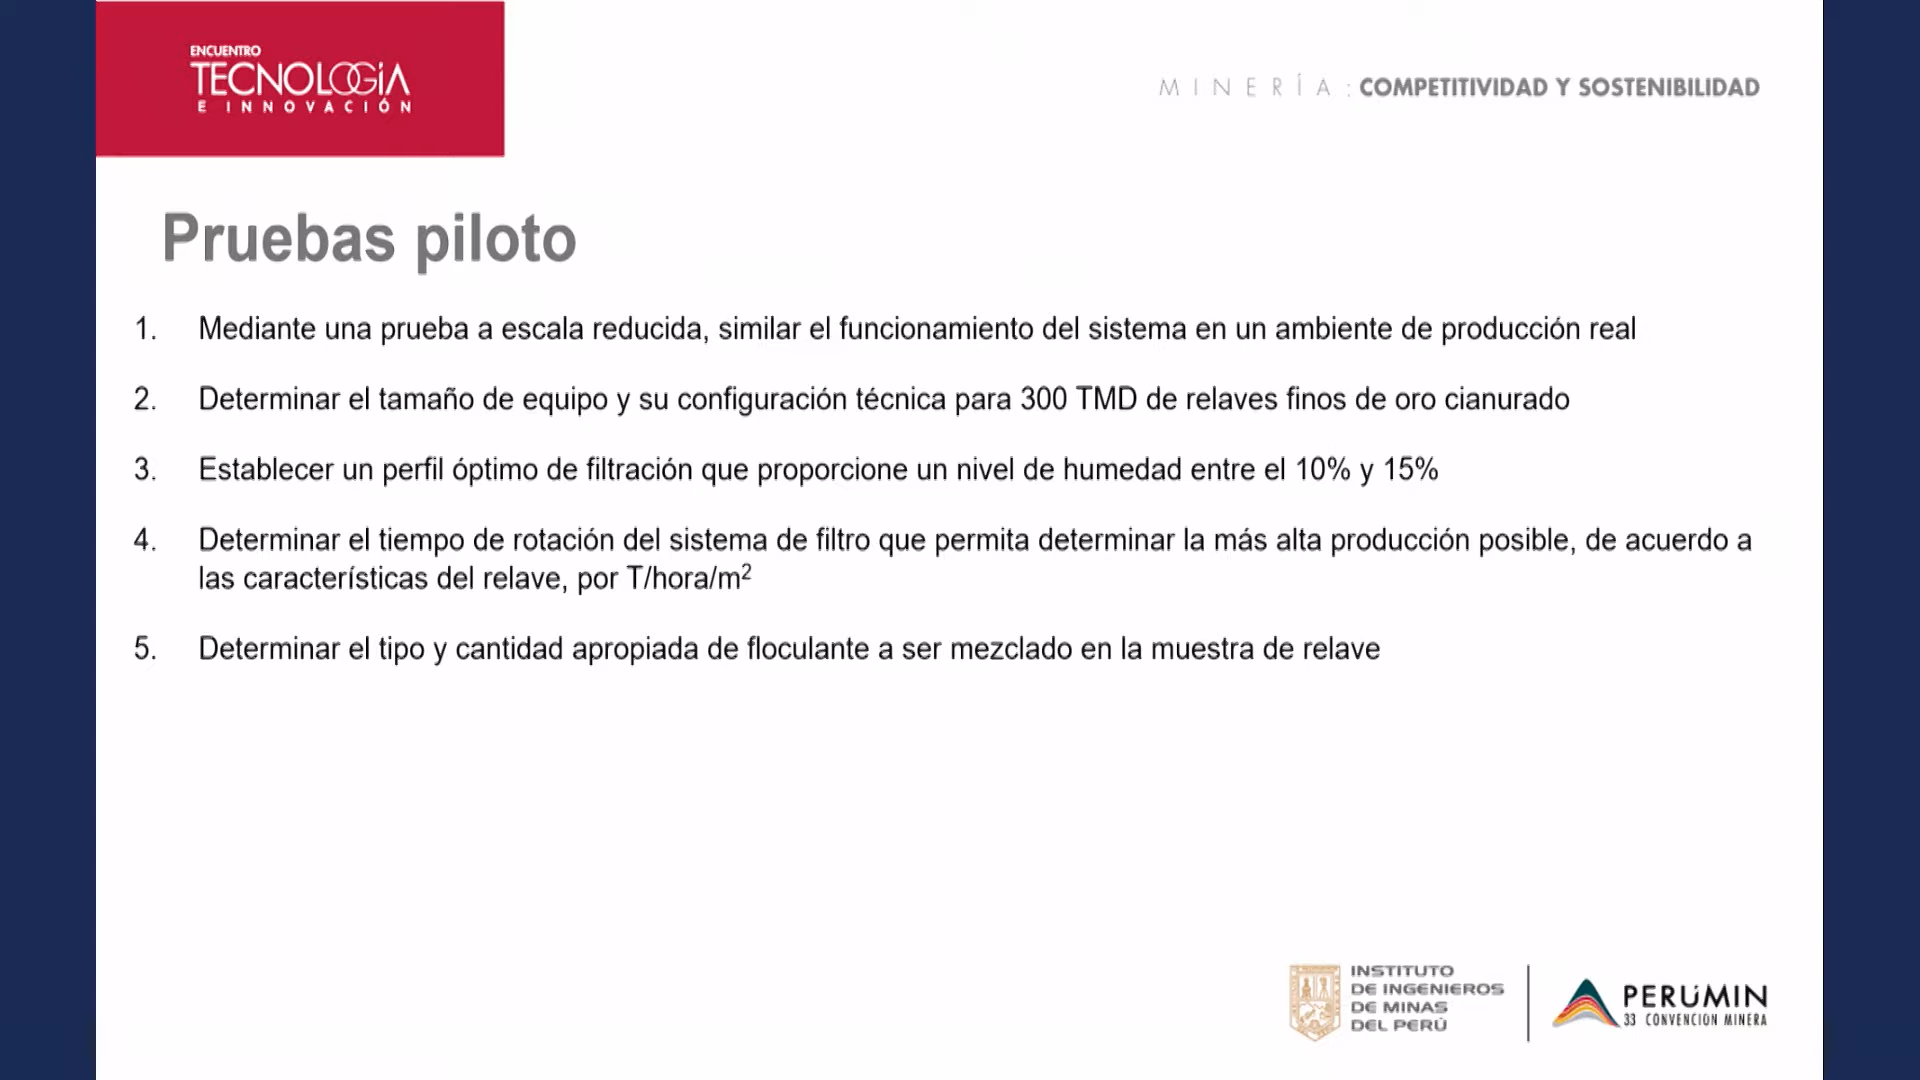 ENCUENTRO
TECNOLOGÍA
E INNOVACIÓN
MINERÍA: COMPETITIVIDAD Y SOSTENIBILIDAD
Pruebas piloto
1. Mediante una prueba a escala reducida, similar el funcionamiento del sistema en un ambiente de producción real
2. Determinar el tamaño de equipo y su configuración técnica para 300 TMD de relaves finos de oro cianurado
3. Establecer un perfil óptimo de filtración que proporcione un nivel de humedad entre el 10% y 15%
4. Determinar el tiempo de rotación del sistema de filtro que permita determinar la más alta producción posible, de acuerdo a
las características del relave, por T/hora/m²
5. Determinar el tipo y cantidad apropiada de floculante a ser mezclado en la muestra de relave
INSTITUTO
DE INGENIEROS
DE MINAS
DEL PERÚ
PERÚMIN
33 CONVENCIÓN MINERA